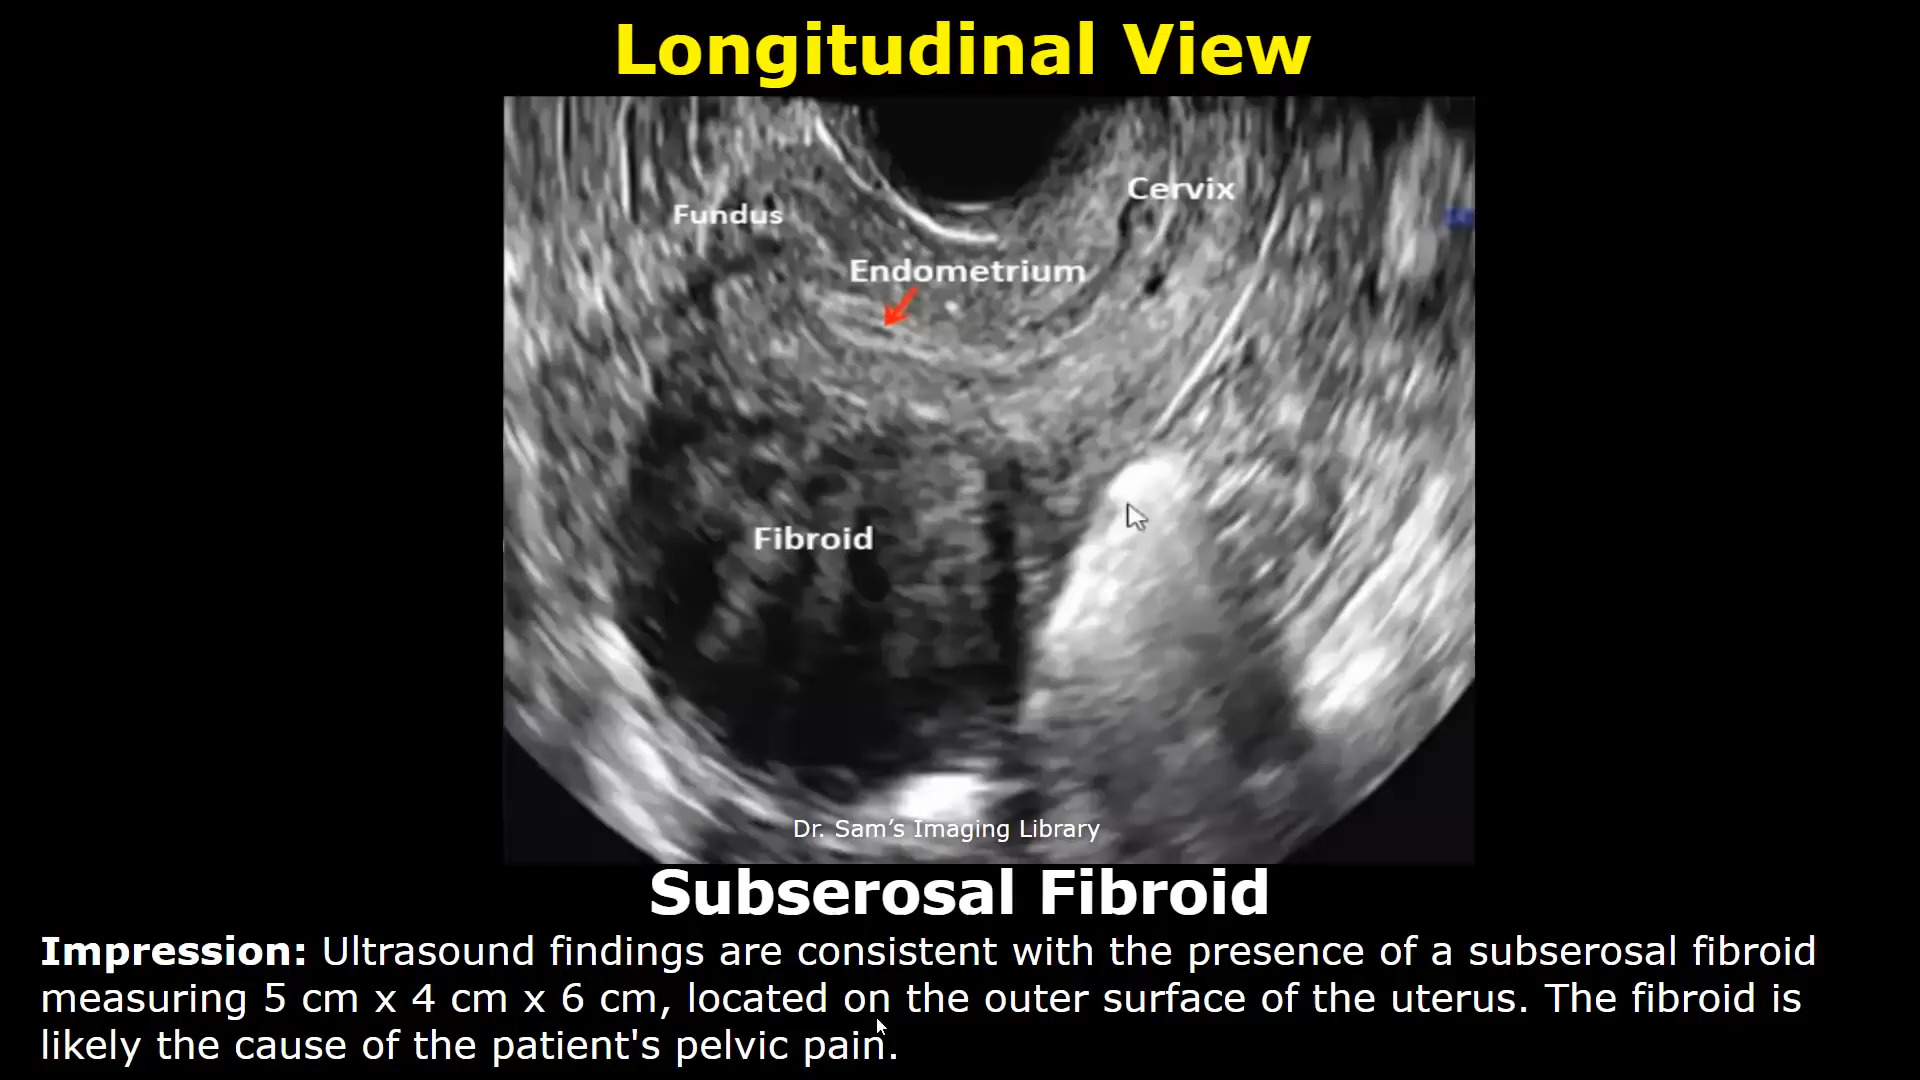 Longitudinal View
Cervix
Fundus
Endometrium
Fibroid
Dr. Sam’s Imaging Library
Subserosal Fibroid
Impression: Ultrasound findings are consistent with the presence of a subserosal fibroid
measuring 5 cm x 4 cm x 6 cm, located on the outer surface of the uterus. The fibroid is
likely the cause of the patient's pelvic pain.